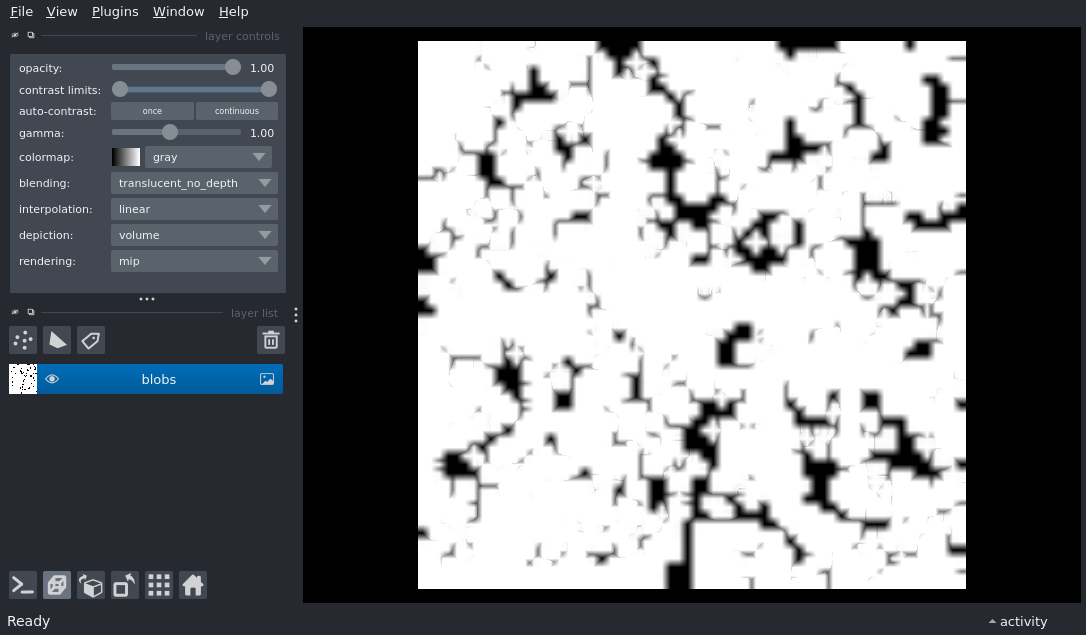 File View Plugins Window Help
layer controls
opacity: 1.00
contrast limits:
auto-contrast: once continuous
gamma: 1.00
colormap: gray
blending: translucent_no_depth
interpolation: linear
depiction: volume
rendering: mip
layer list
blobs
Ready activity